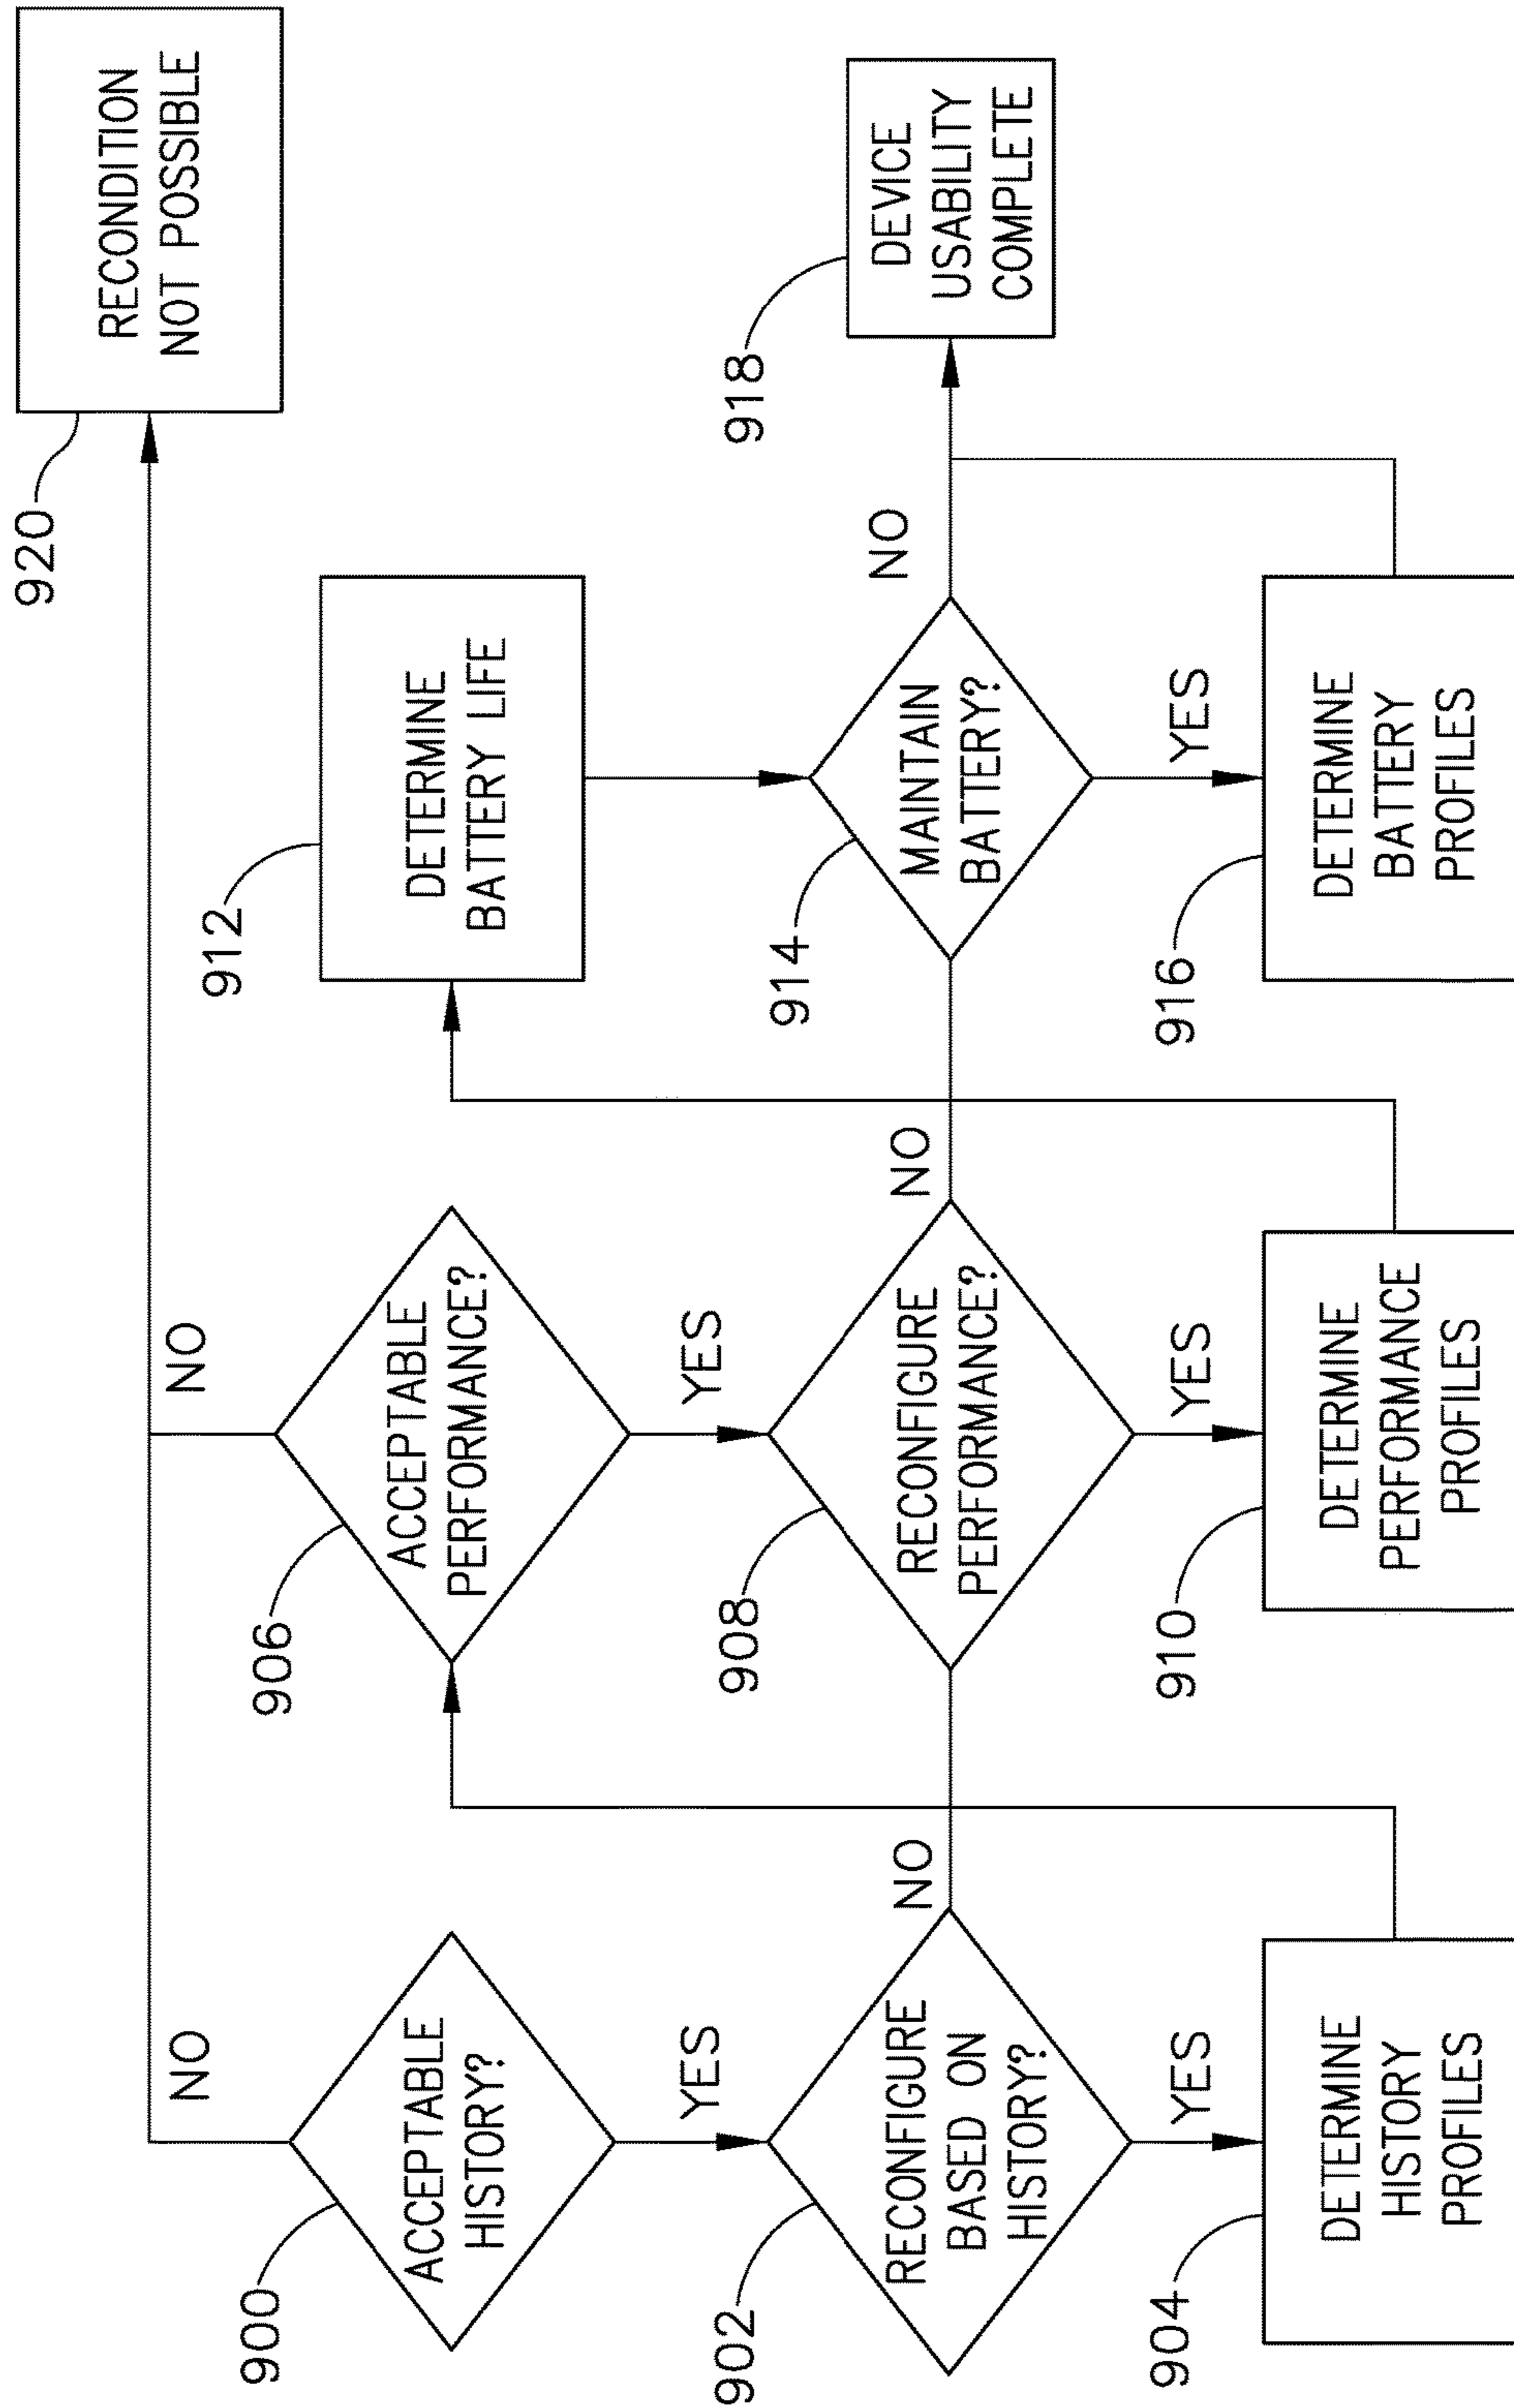 900
ACCEPTABLE
HISTORY?
NO
YES
902
RECONFIGURE
BASED ON
HISTORY?
NO
YES
904
DETERMINE
HISTORY
PROFILES
906
ACCEPTABLE
PERFORMANCE?
NO
YES
908
RECONFIGURE
PERFORMANCE?
NO
YES
910
DETERMINE
PERFORMANCE
PROFILES
912
DETERMINE
BATTERY LIFE
914
MAINTAIN
BATTERY?
NO
YES
916
DETERMINE
BATTERY
PROFILES
918
DEVICE
USABILITY
COMPLETE
920
RECONDITION
NOT POSSIBLE